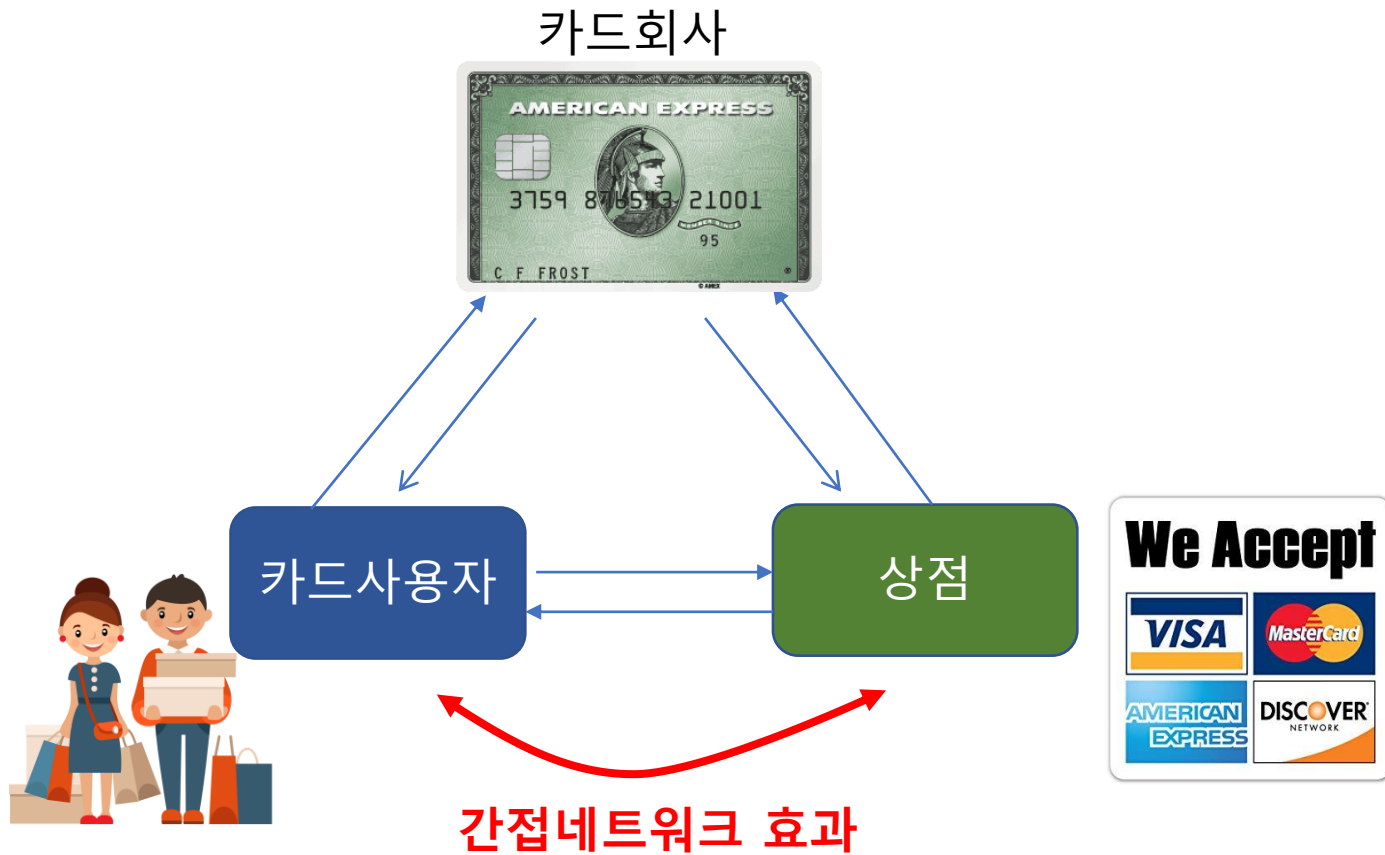 카드회사
AMERICAN EXPRESS
3759 876543 21001
95
C F FROST
© AMEX
카드사용자
상점
We Accept
VISA
MasterCard
AMERICAN
EXPRESS
DISCOVER
NETWORK
간접네트워크 효과